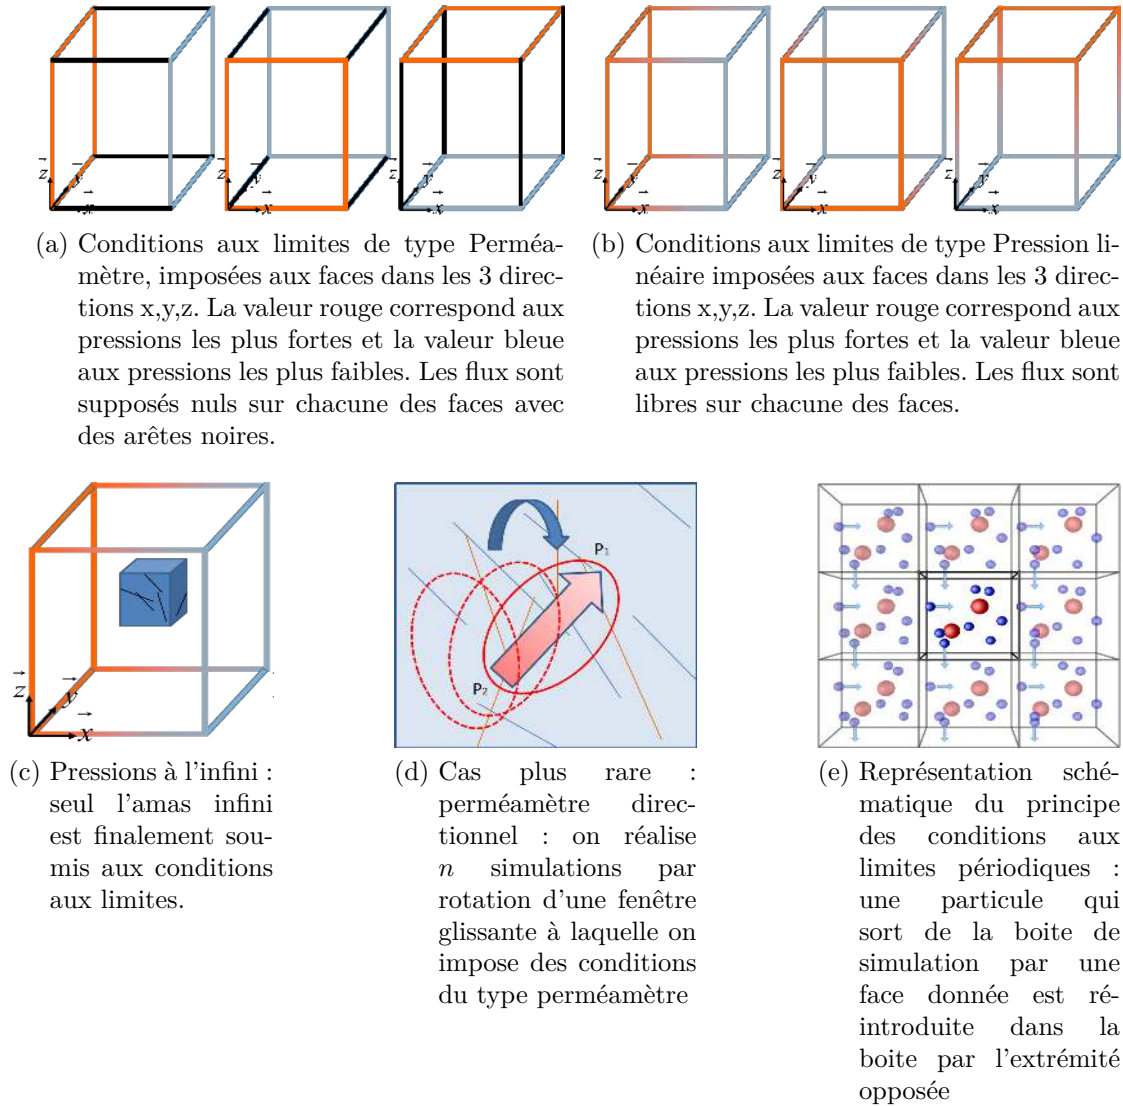 z y x z y x z y x z y x z y x z y x
(a) Conditions aux limites de type Perméa-
mètre, imposées aux faces dans les 3 direc-
tions x,y,z. La valeur rouge correspond aux
pressions les plus fortes et la valeur bleue
aux pressions les plus faibles. Les flux sont
supposés nuls sur chacune des faces avec
des arêtes noires.
(b) Conditions aux limites de type Pression li-
néaire imposées aux faces dans les 3 direc-
tions x,y,z. La valeur rouge correspond aux
pressions les plus fortes et la valeur bleue
aux pressions les plus faibles. Les flux sont
libres sur chacune des faces.
z y x
(c) Pressions à l'infini :
seul l'amas infini
est finalement sou-
mis aux conditions
aux limites.
P1
P2
(d) Cas plus rare :
perméamètre direc-
tionnel : on réalise
n simulations par
rotation d'une fenêtre
glissante à laquelle on
impose des conditions
du type perméamètre
(e) Représentation sché-
matique du principe
des conditions aux
limites périodiques :
une particule qui
sort de la boite de
simulation par une
face donnée est ré-
introduite dans la
boite par l'extrémité
opposée